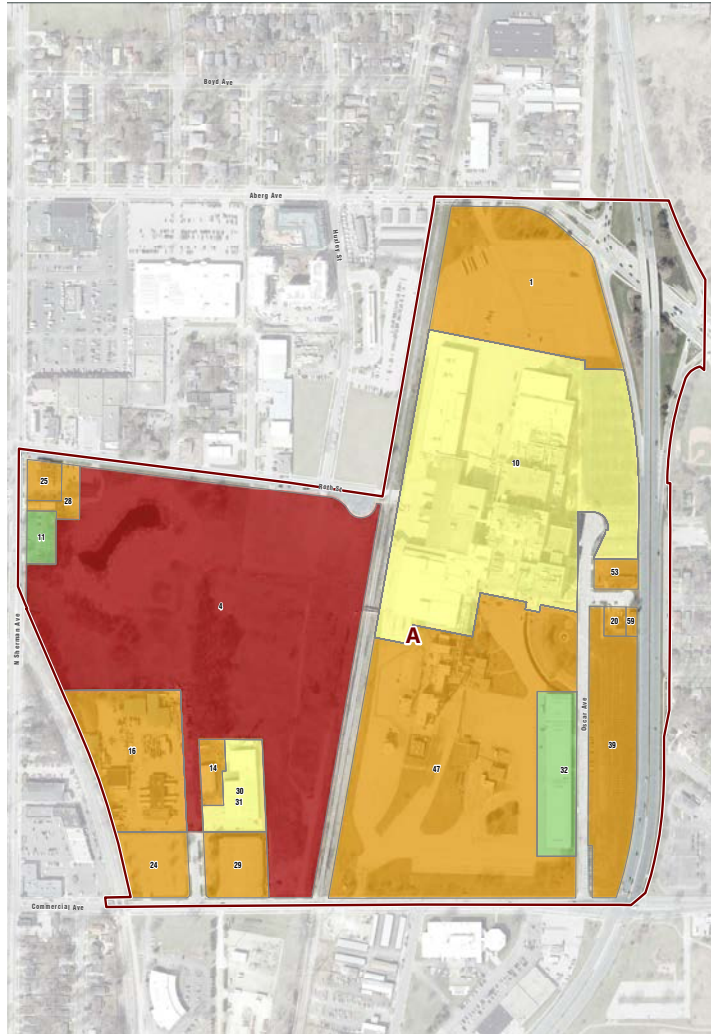 Boyd Ave
Aberg Ave
Huxley St
1
10
25
Roth St
28
11
53
4
20
59
N Sherman Ave
A
Oscar Ave
16
39
14
47
32
30
31
24
29
Commercial Ave